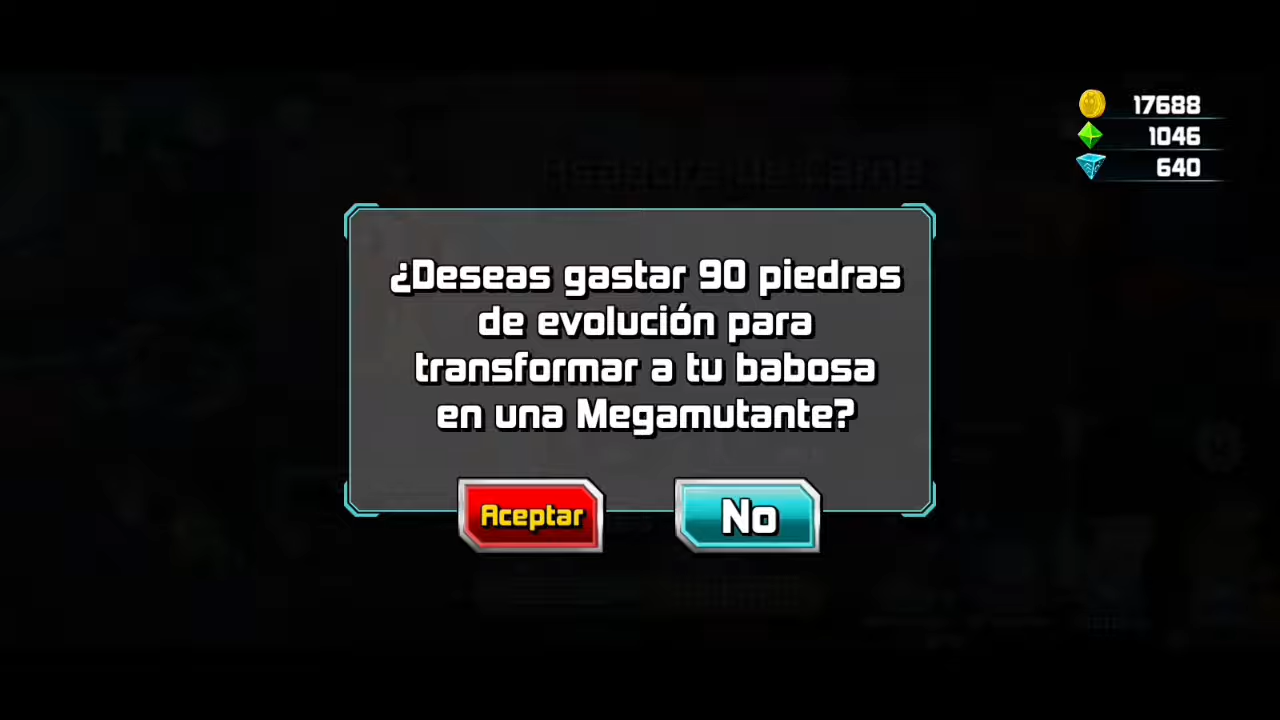 17688
1046
640
¿Deseas gastar 90 piedras
de evolución para
transformar a tu babosa
en una Megamutante?
Aceptar
No